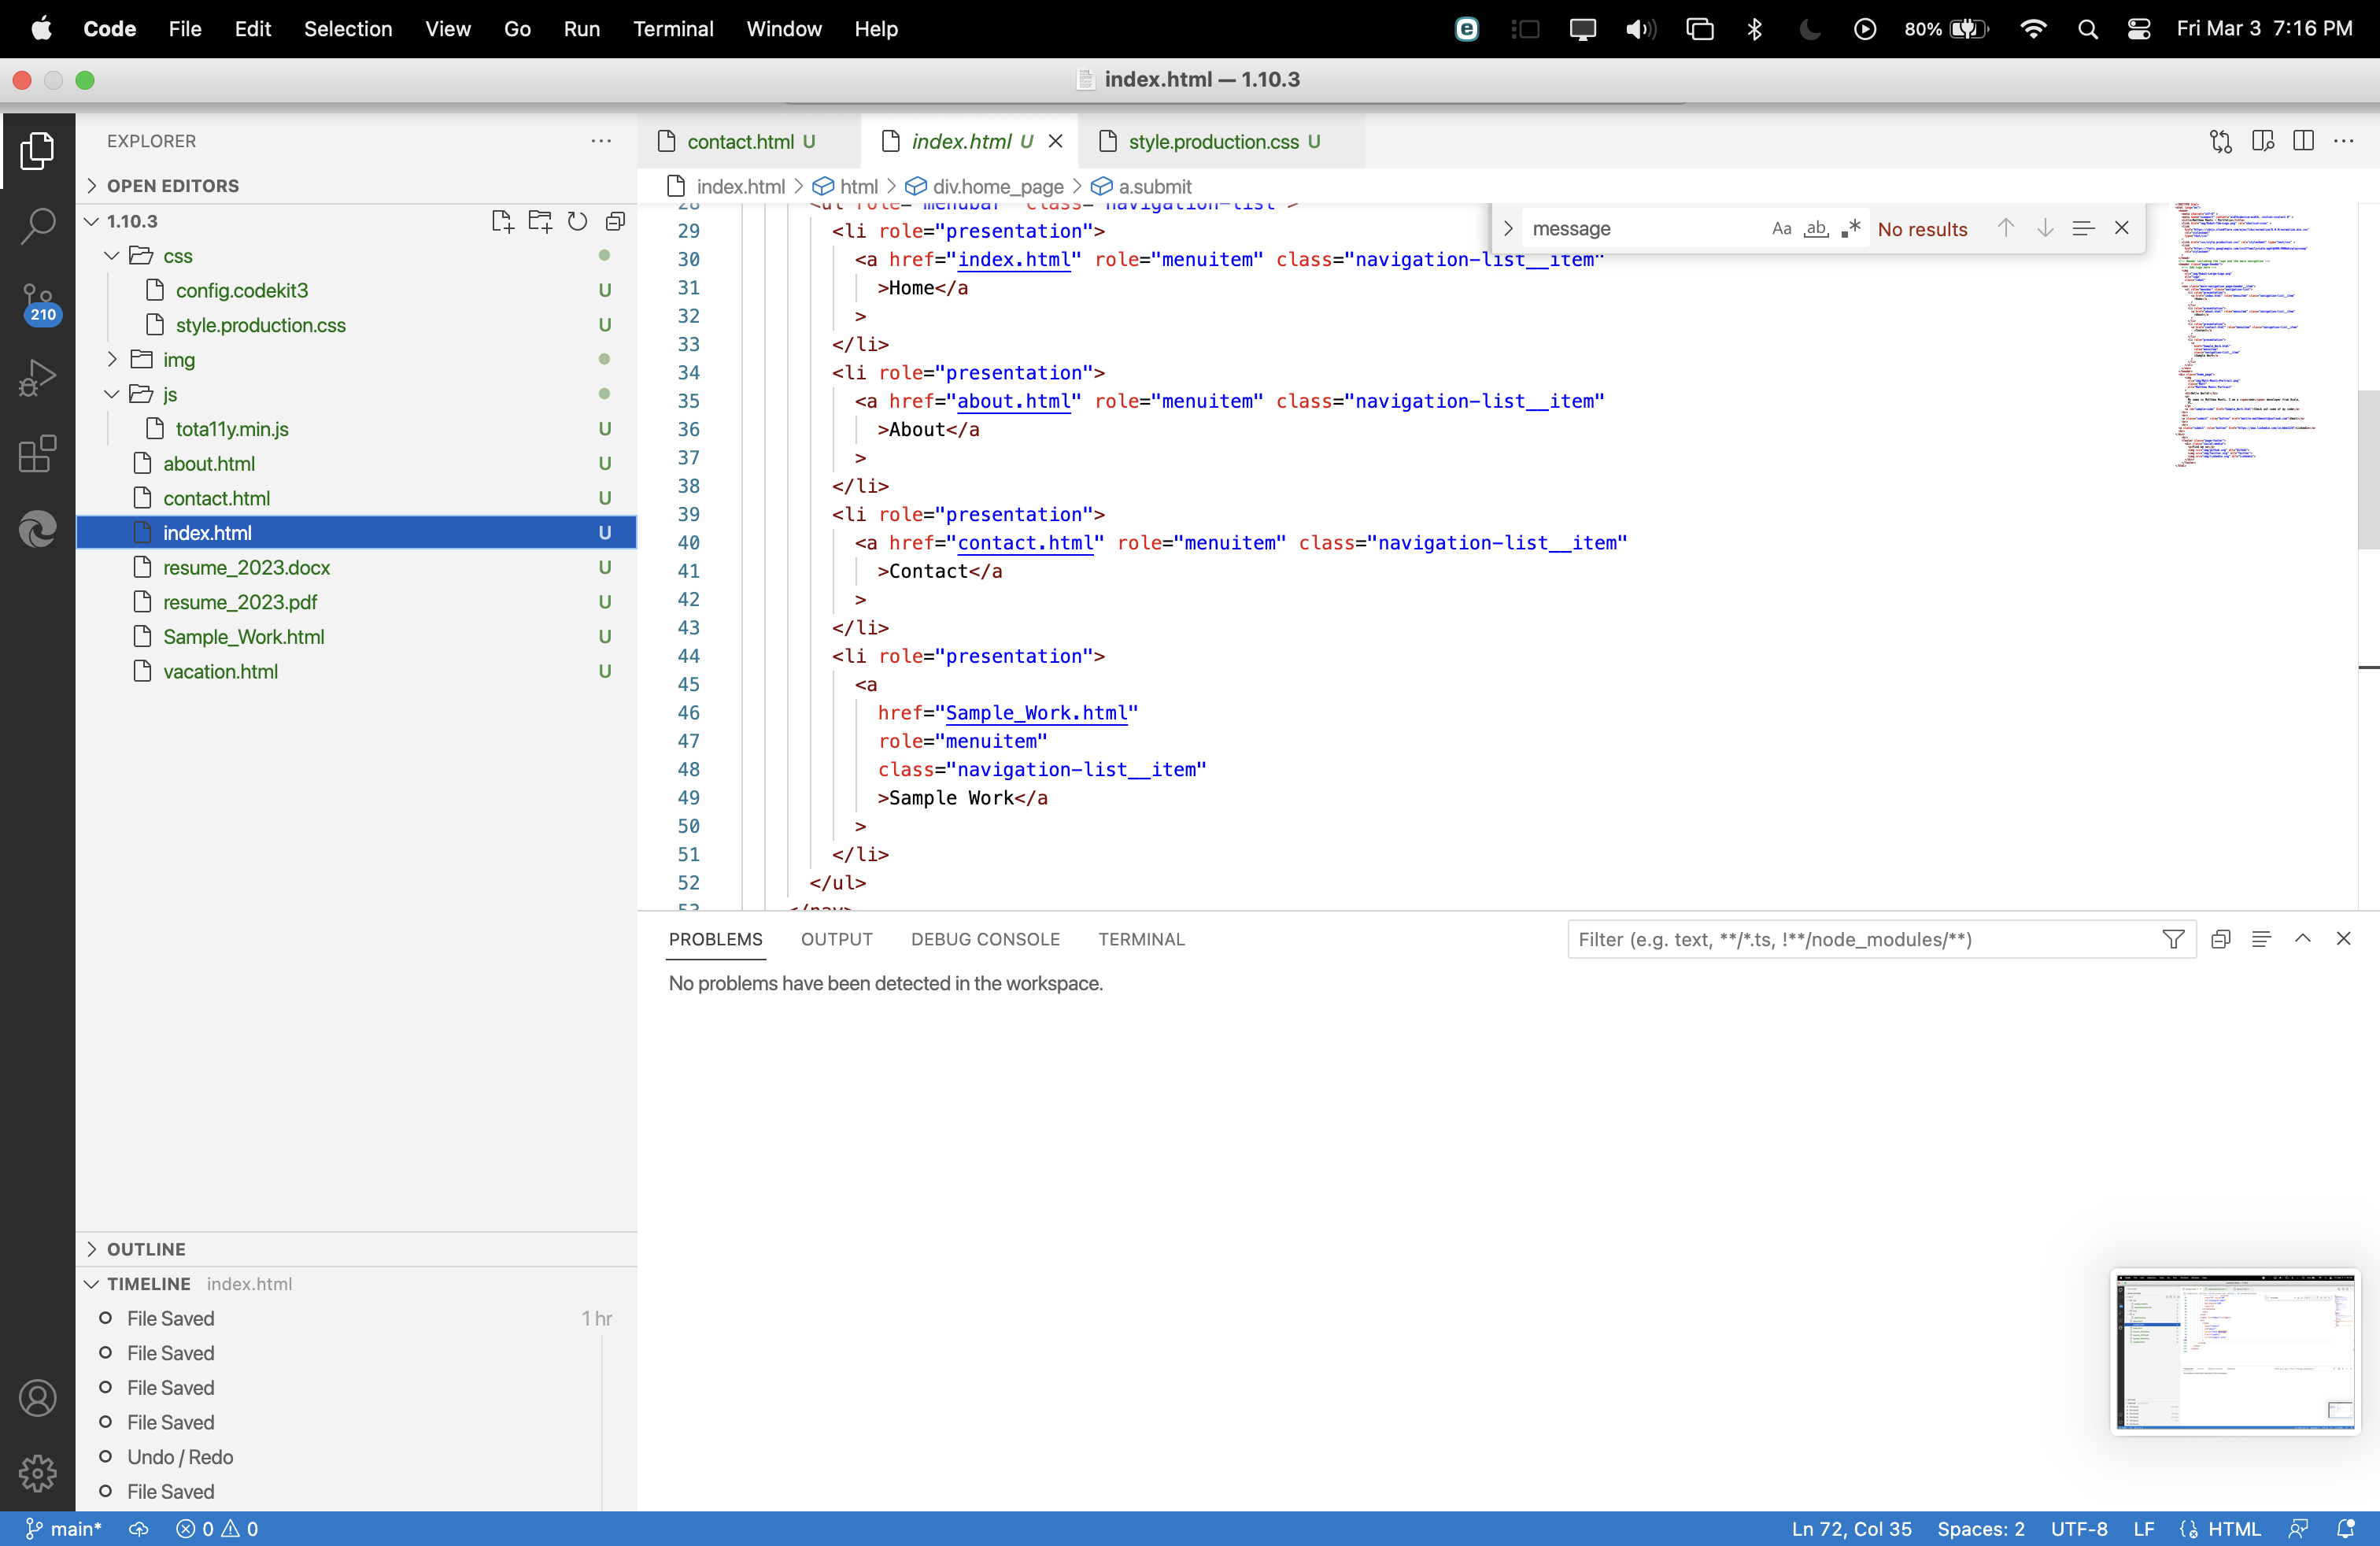 Code File Edit Selection View Go Run Terminal Window Help 80% Fri Mar 3 7:16 PM
index.html — 1.10.3
EXPLORER
OPEN EDITORS
1.10.3
css
config.codekit3 U
style.production.css U
img
js
tota11y.min.js U
about.html U
contact.html U
index.html U
resume_2023.docx U
resume_2023.pdf U
Sample_Work.html U
vacation.html U
210
OUTLINE
TIMELINE index.html
File Saved 1 hr
File Saved
File Saved
File Saved
Undo / Redo
File Saved
contact.html U index.html U style.production.css U
index.html > html > div.home_page > a.submit
message Aa ab .* No results
28 <ul role="menubar" class="navigation-list">
29 <li role="presentation">
30 <a href="index.html" role="menuitem" class="navigation-list__item"
31 >Home</a
32 >
33 </li>
34 <li role="presentation">
35 <a href="about.html" role="menuitem" class="navigation-list__item"
36 >About</a
37 >
38 </li>
39 <li role="presentation">
40 <a href="contact.html" role="menuitem" class="navigation-list__item"
41 >Contact</a
42 >
43 </li>
44 <li role="presentation">
45 <a
46 href="Sample_Work.html"
47 role="menuitem"
48 class="navigation-list__item"
49 >Sample Work</a
50 >
51 </li>
52 </ul>
53 </nav>
PROBLEMS OUTPUT DEBUG CONSOLE TERMINAL Filter (e.g. text, **/*.ts, !**/node_modules/**)
No problems have been detected in the workspace.
main* 0 0 Ln 72, Col 35 Spaces: 2 UTF-8 LF HTML